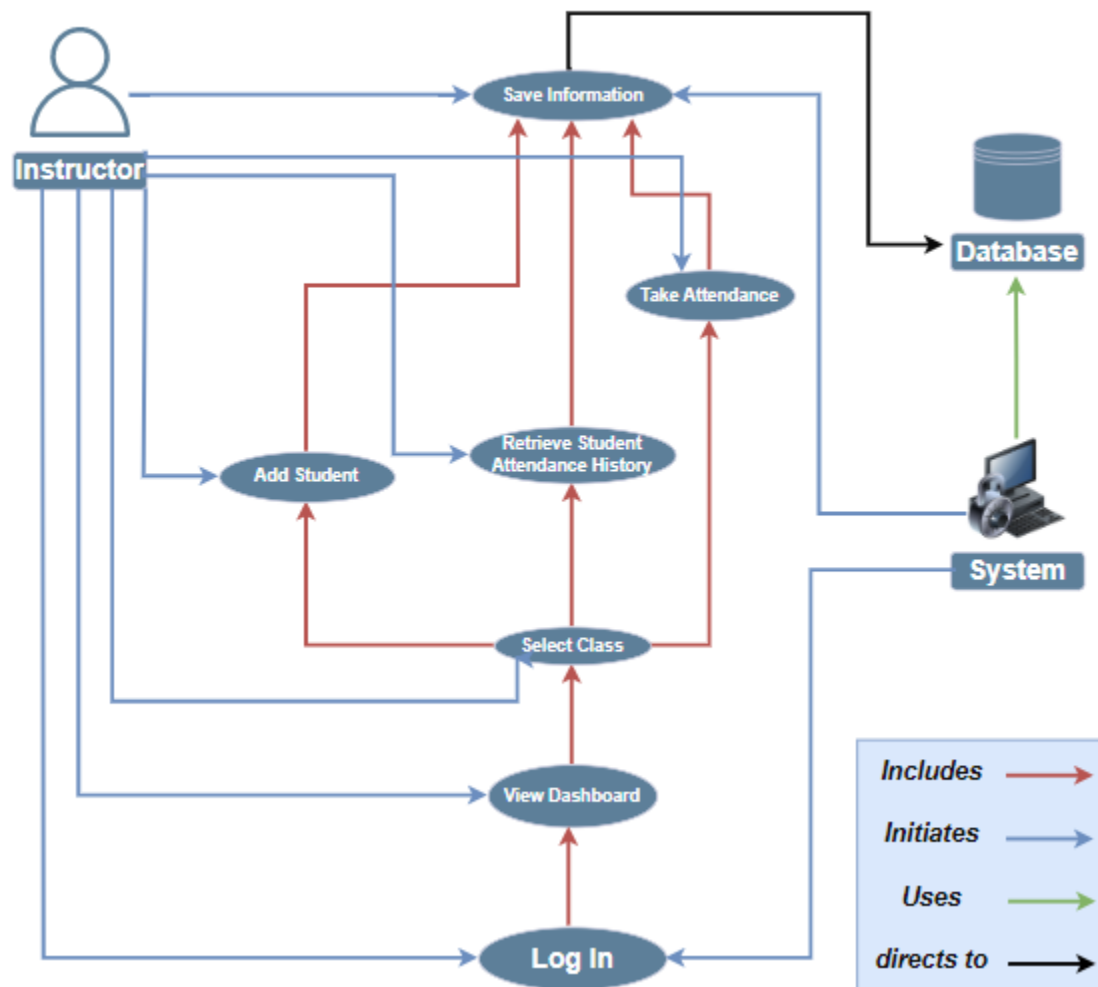 Save Information
Instructor
Database
Take Attendance
Retrieve Student
Attendance History
Add Student
System
Select Class
Includes
View Dashboard
Initiates
Uses
Log In
directs to